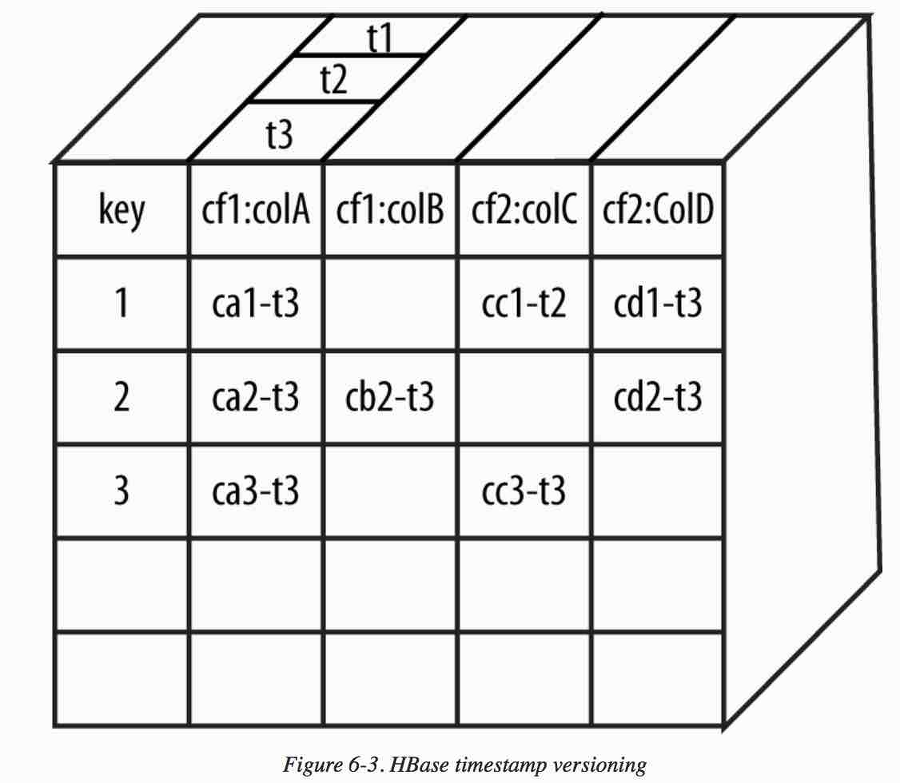 t1
t2
t3
key cf1:colA cf1:colB cf2:colC cf2:ColD
1 ca1-t3 cc1-t2 cd1-t3
2 ca2-t3 cb2-t3 cd2-t3
3 ca3-t3 cc3-t3
Figure 6-3. HBase timestamp versioning